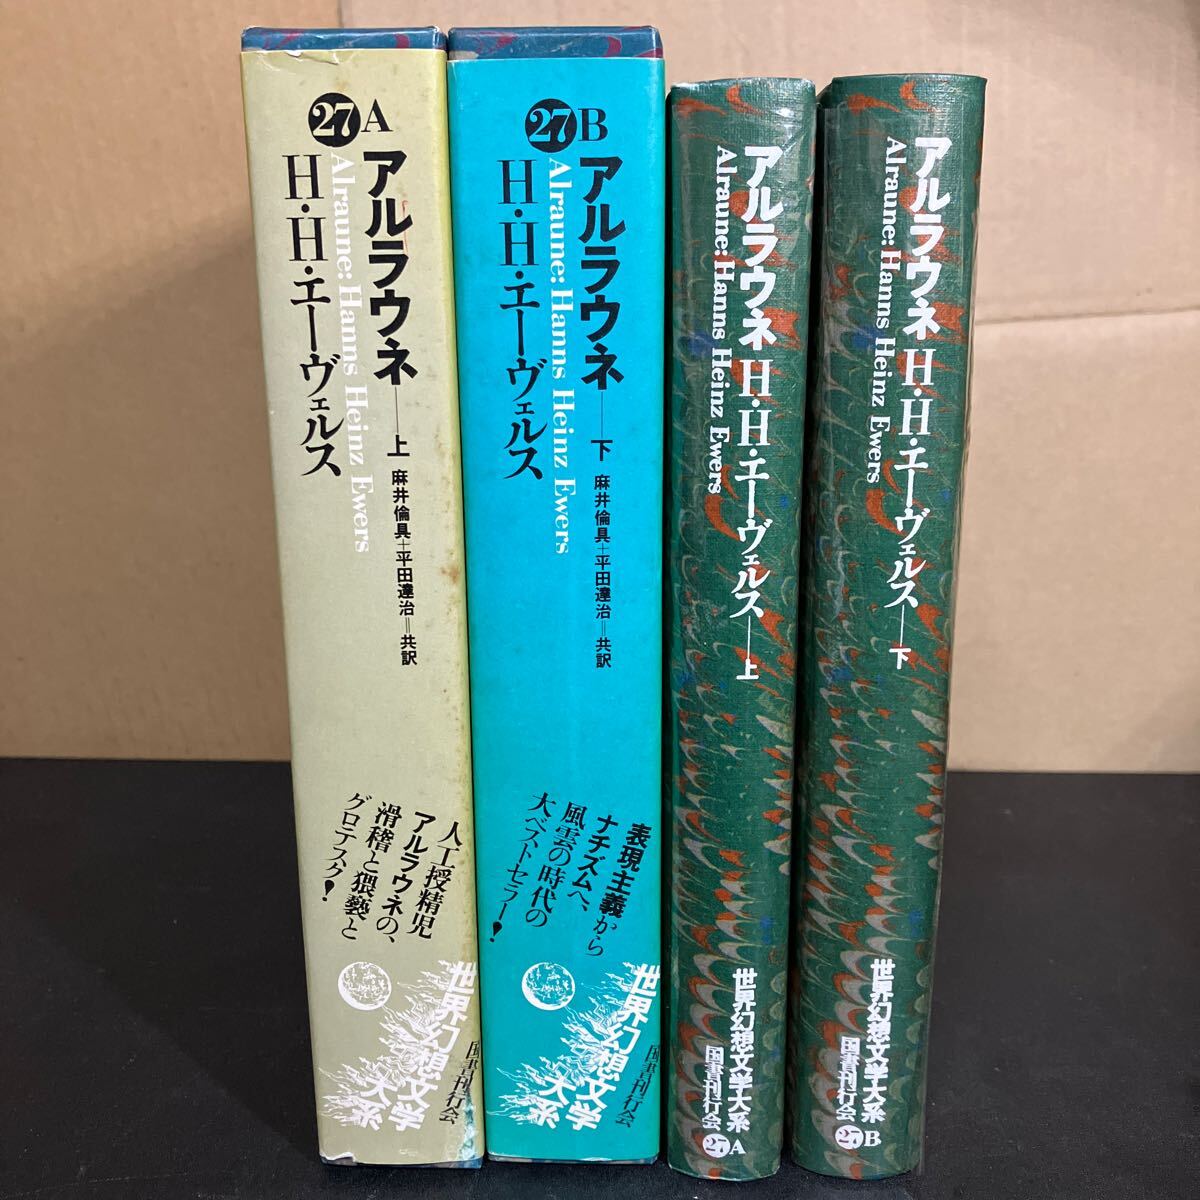 27A
アルラウネ――上
Alraune: Hanns Heinz Ewers
H・H・エーヴェルス
麻井倫具+平田達治=共訳
人工授精児
アルラウネの、
滑稽と猥褻と
グロテスク!
世界幻想文学大系
国書刊行会
27B
アルラウネ――下
Alraune: Hanns Heinz Ewers
H・H・エーヴェルス
麻井倫具+平田達治=共訳
表現主義から
ナチズムへ、
風雲の時代の
大ベストセラー!
世界幻想文学大系
国書刊行会
アルラウネ H・H・エーヴェルス――上
Alraune: Hanns Heinz Ewers
世界幻想文学大系
国書刊行会
27A
アルラウネ H・H・エーヴェルス――下
Alraune: Hanns Heinz Ewers
世界幻想文学大系
国書刊行会
27B